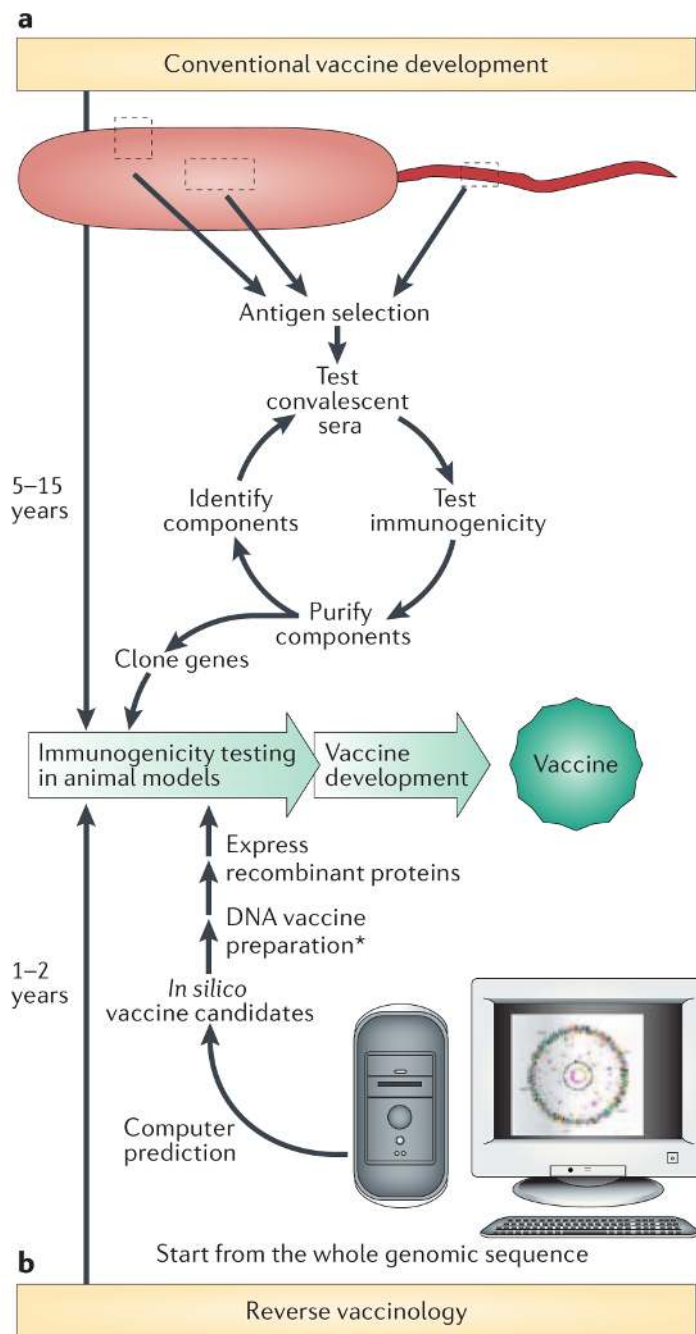 a
Conventional vaccine development
Antigen selection
Test
convalescent
sera
5–15
years
Identify
components
Test
immunogenicity
Purify
components
Clone genes
Immunogenicity testing
in animal models
Vaccine
development
Vaccine
Express
recombinant proteins
DNA vaccine
preparation*
1–2
years
In silico
vaccine candidates
Computer
prediction
Start from the whole genomic sequence
b
Reverse vaccinology